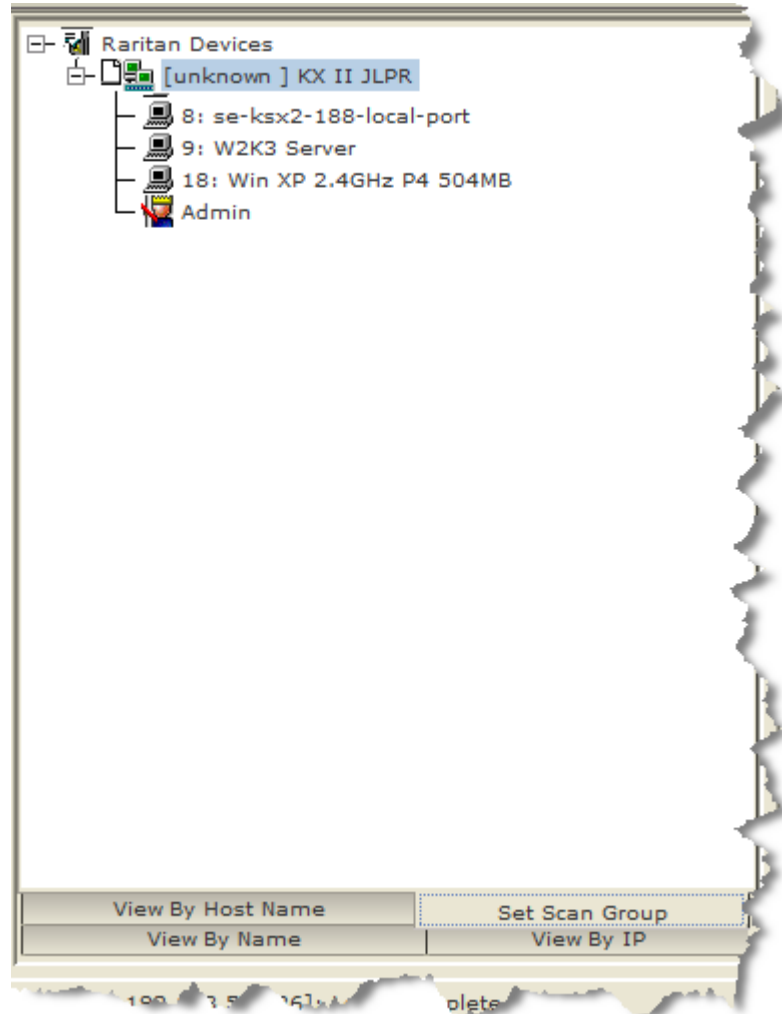 Raritan Devices
[unknown ] KX II JLPR
8: se-ksx2-188-local-port
9: W2K3 Server
18: Win XP 2.4GHz P4 504MB
Admin
View By Host Name
Set Scan Group
View By Name
View By IP